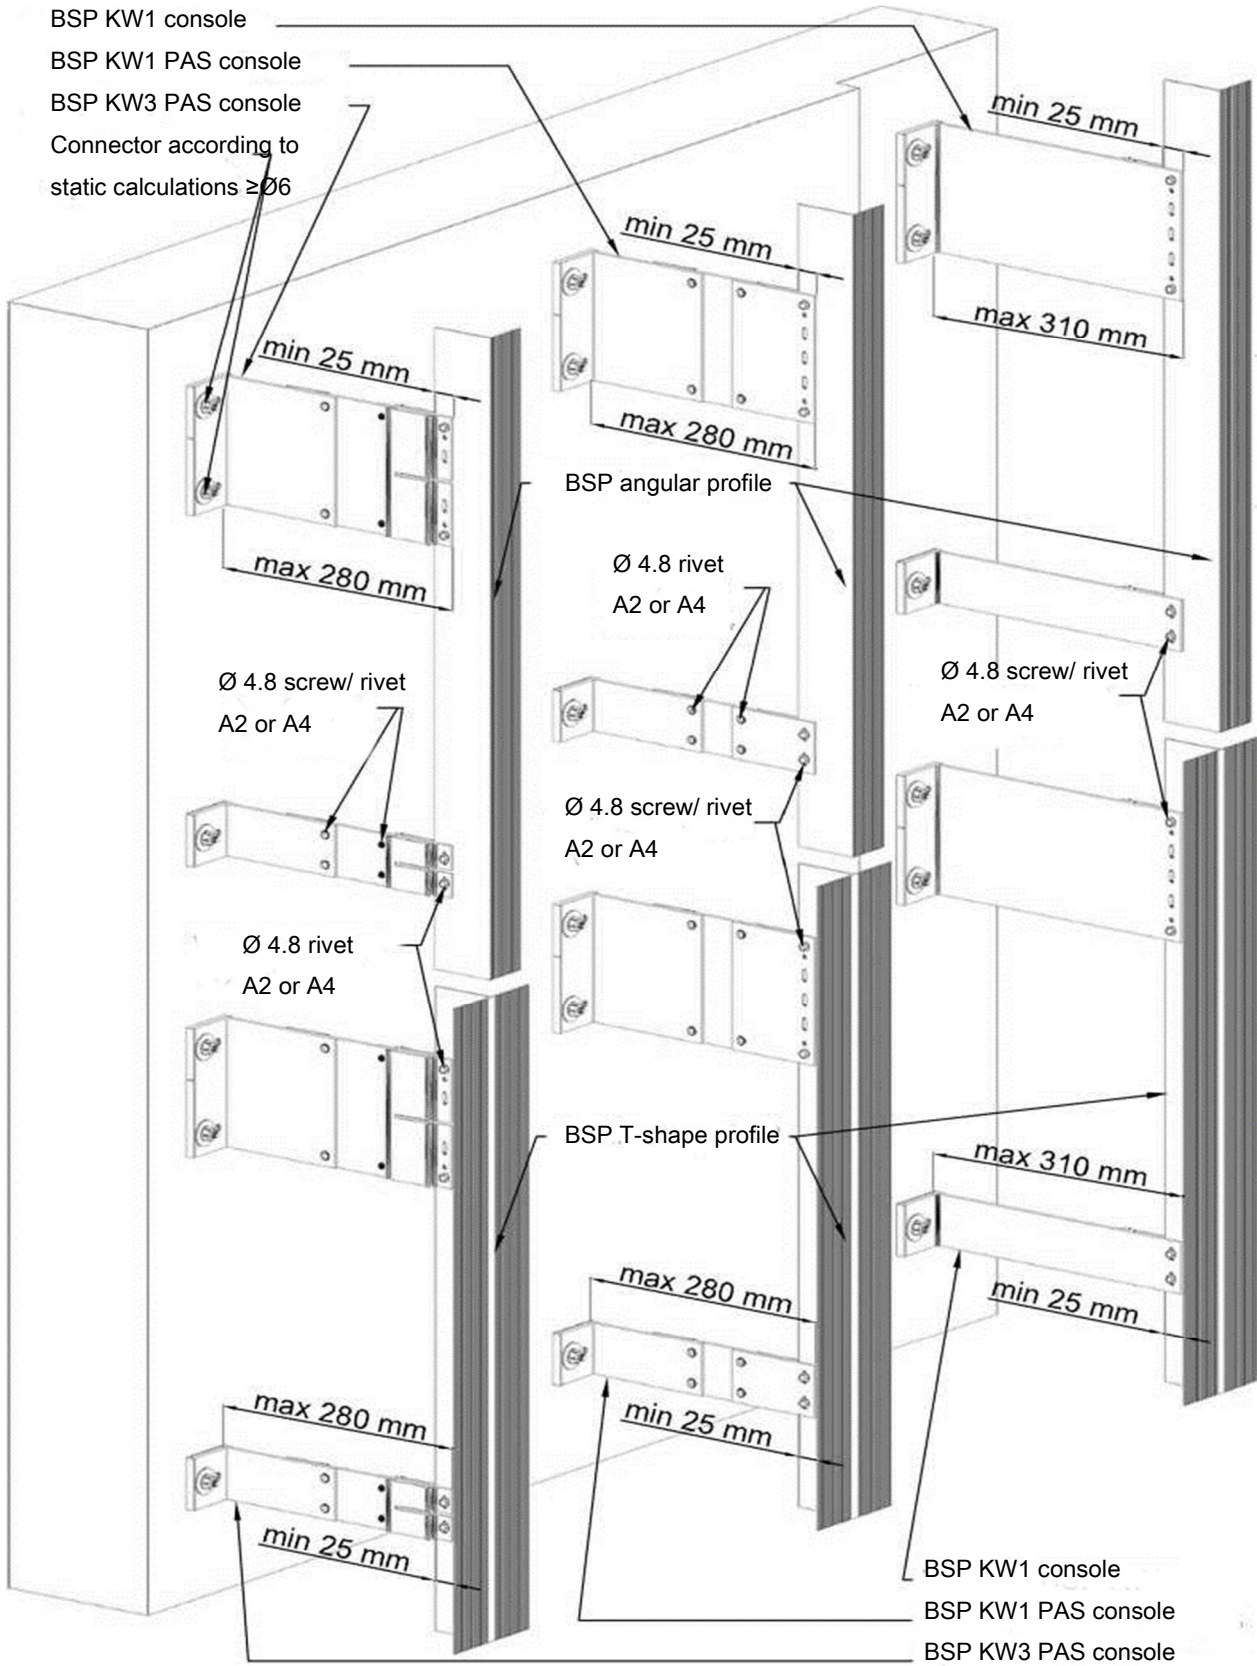 BSP KW1 console
BSP KW1 PAS console
BSP KW3 PAS console
Connector according to
static calculations ≥Ø6
min 25 mm
max 310 mm
min 25 mm
max 280 mm
min 25 mm
max 280 mm
BSP angular profile
Ø 4.8 rivet
A2 or A4
Ø 4.8 screw/ rivet
A2 or A4
Ø 4.8 screw/ rivet
A2 or A4
Ø 4.8 screw/ rivet
A2 or A4
Ø 4.8 rivet
A2 or A4
BSP T-shape profile
max 310 mm
min 25 mm
max 280 mm
min 25 mm
max 280 mm
min 25 mm
BSP KW1 console
BSP KW1 PAS console
BSP KW3 PAS console